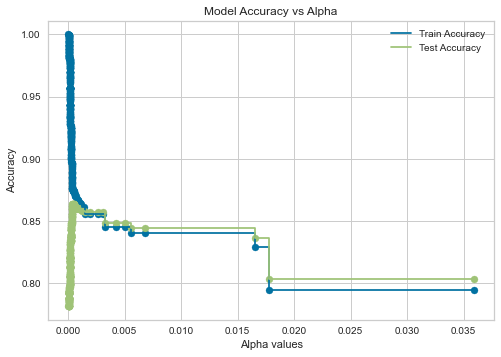 Model Accuracy vs Alpha
Train Accuracy
Test Accuracy
1.00
0.95
0.90
0.85
0.80
Accuracy
0.000 0.005 0.010 0.015 0.020 0.025 0.030 0.035
Alpha values